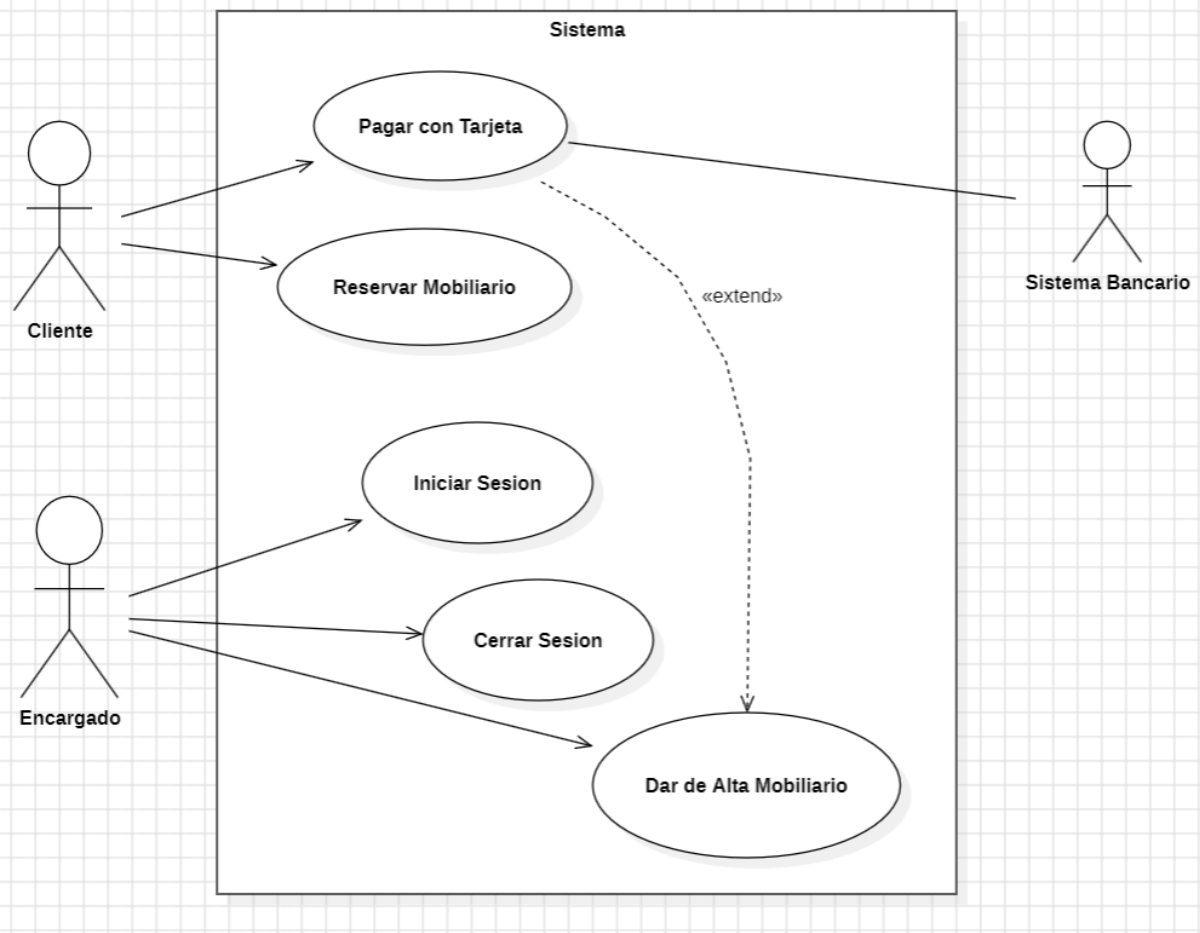 Sistema
Pagar con Tarjeta
Reservar Mobiliario
«extend»
Sistema Bancario
Cliente
Iniciar Sesion
Cerrar Sesion
Encargado
Dar de Alta Mobiliario